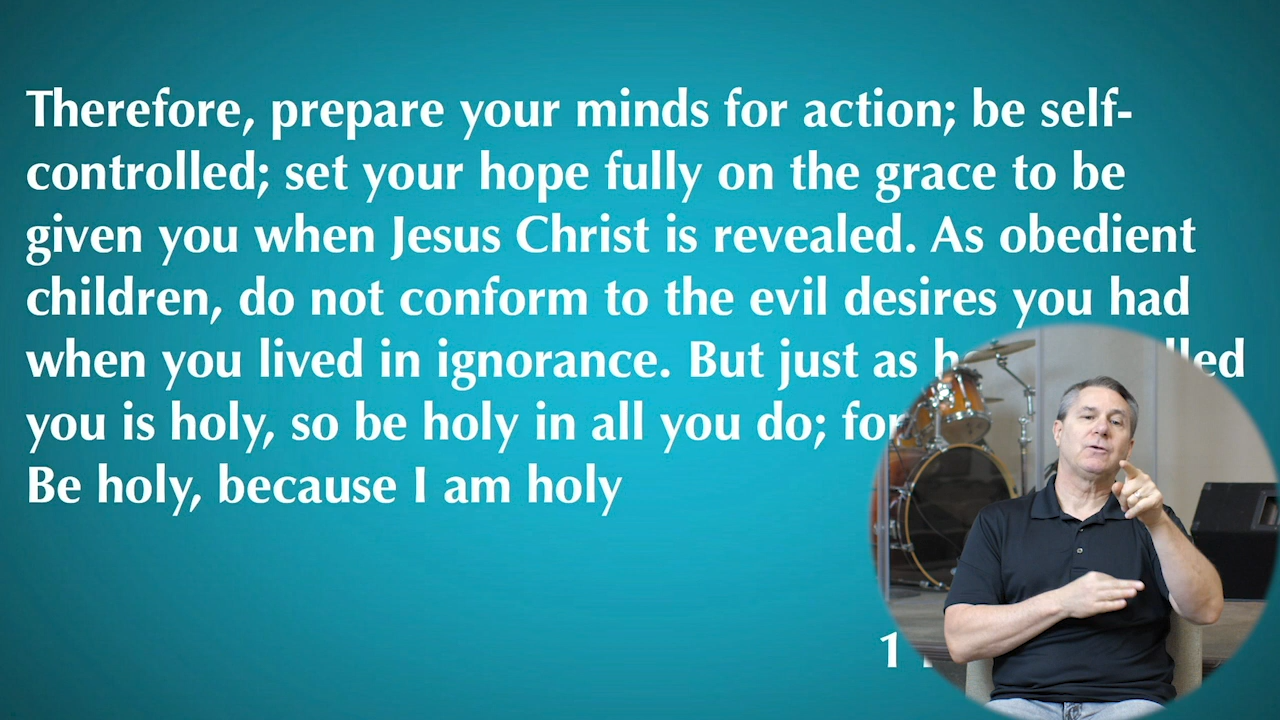 Therefore, prepare your minds for action; be self-
controlled; set your hope fully on the grace to be
given you when Jesus Christ is revealed. As obedient
children, do not conform to the evil desires you had
when you lived in ignorance. But just as
you is holy, so be holy in all you do; for
Be holy, because I am holy
1